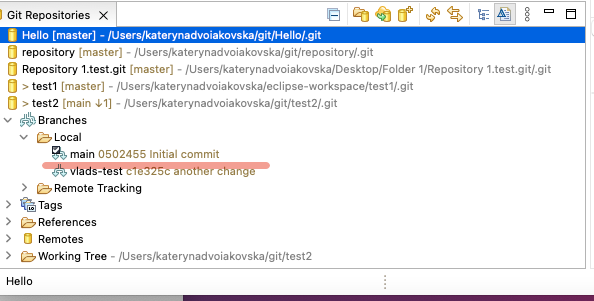 Git Repositories
Hello [master] - /Users/katerynadvoiakovska/git/Hello/.git
repository [master] - /Users/katerynadvoiakovska/git/repository/.git
Repository 1.test.git [master] - /Users/katerynadvoiakovska/Desktop/Folder 1/Repository 1.test.git/.git
> test1 [master] - /Users/katerynadvoiakovska/eclipse-workspace/test1/.git
> test2 [main ↓1] - /Users/katerynadvoiakovska/git/test2/.git
Branches
Local
main 0502455 Initial commit
vlads-test c1e325c another change
Remote Tracking
Tags
References
Remotes
Working Tree - /Users/katerynadvoiakovska/git/test2
Hello